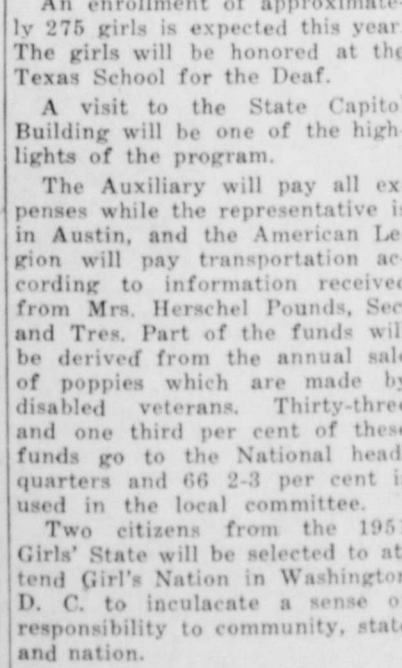 An enrollment of approximate-
ly 275 girls is expected this year
The girls will be honored at the
Texas School for the Deaf.
A visit to the State Capitol
Building will be one of the high-
lights of the program.
The Auxiliary will pay all ex-
penses while the representative is
in Austin, and the American Le-
gion will pay transportation ac-
cording to information received
from Mrs. Herschel Pounds, Sec.
and Tres. Part of the funds will
be derived from the annual sale
of poppies which are made by
disabled veterans. Thirty-three
and one third per cent of these
funds go to the National head-
quarters and 66 2-3 per cent is
used in the local committee.
Two citizens from the 1951
Girls' State will be selected to at-
tend Girl's Nation in Washington
D. C. to inculacate a sense of
responsibility to community, state
and nation.